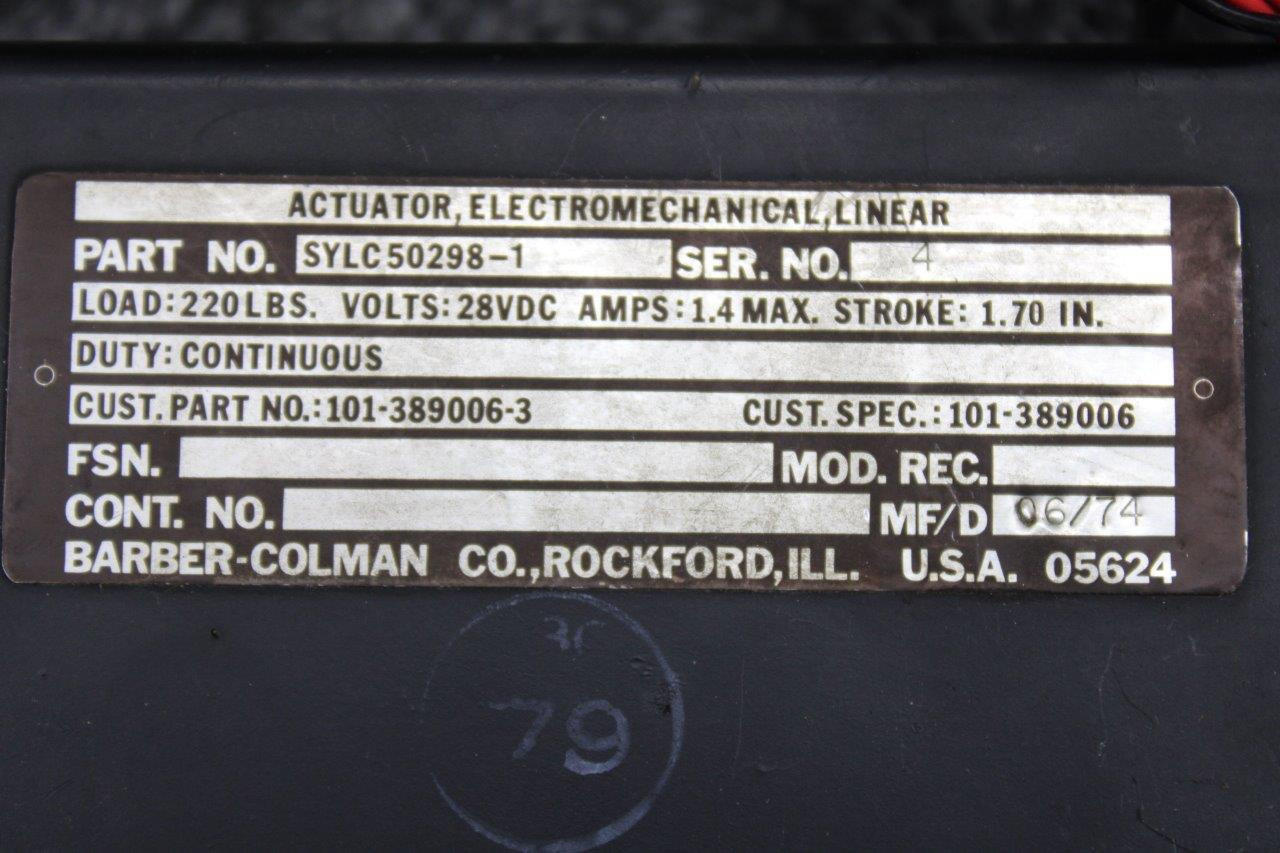 ACTUATOR, ELECTROMECHANICAL, LINEAR
PART NO. SYLC50298-1 SER. NO. 4
LOAD: 220 LBS. VOLTS: 28VDC AMPS: 1.4 MAX. STROKE: 1.70 IN.
DUTY: CONTINUOUS
CUST. PART NO.: 101-389006-3 CUST. SPEC.: 101-389006
FSN. MOD. REC.
CONT. NO. MF/D 06/74
BARBER-COLMAN CO., ROCKFORD, ILL. U.S.A. 05624
79